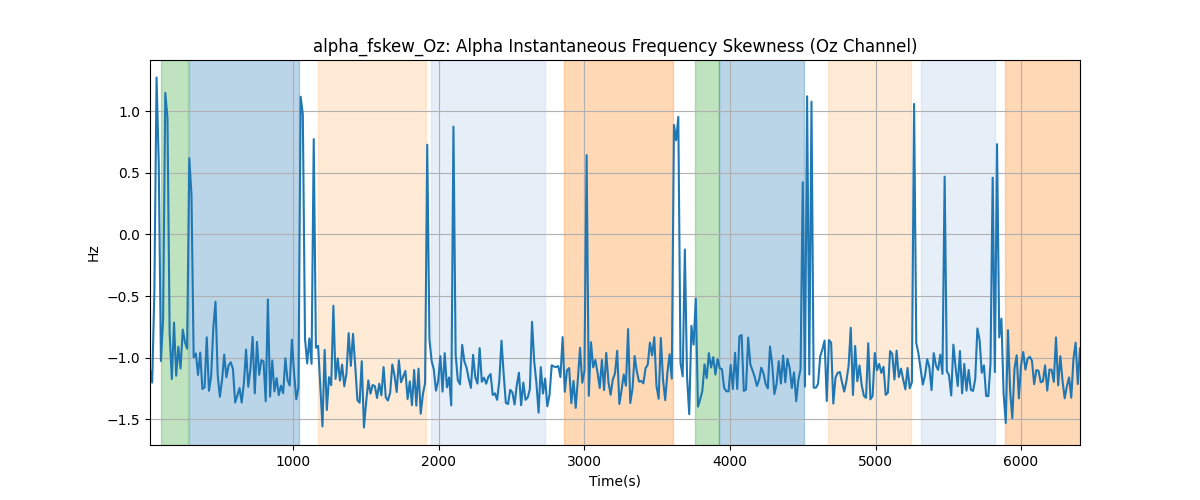 alpha_fskew_Oz: Alpha Instantaneous Frequency Skewness (Oz Channel)
1.0
0.5
0.0
−0.5
−1.0
−1.5
Hz
1000 2000 3000 4000 5000 6000
Time(s)